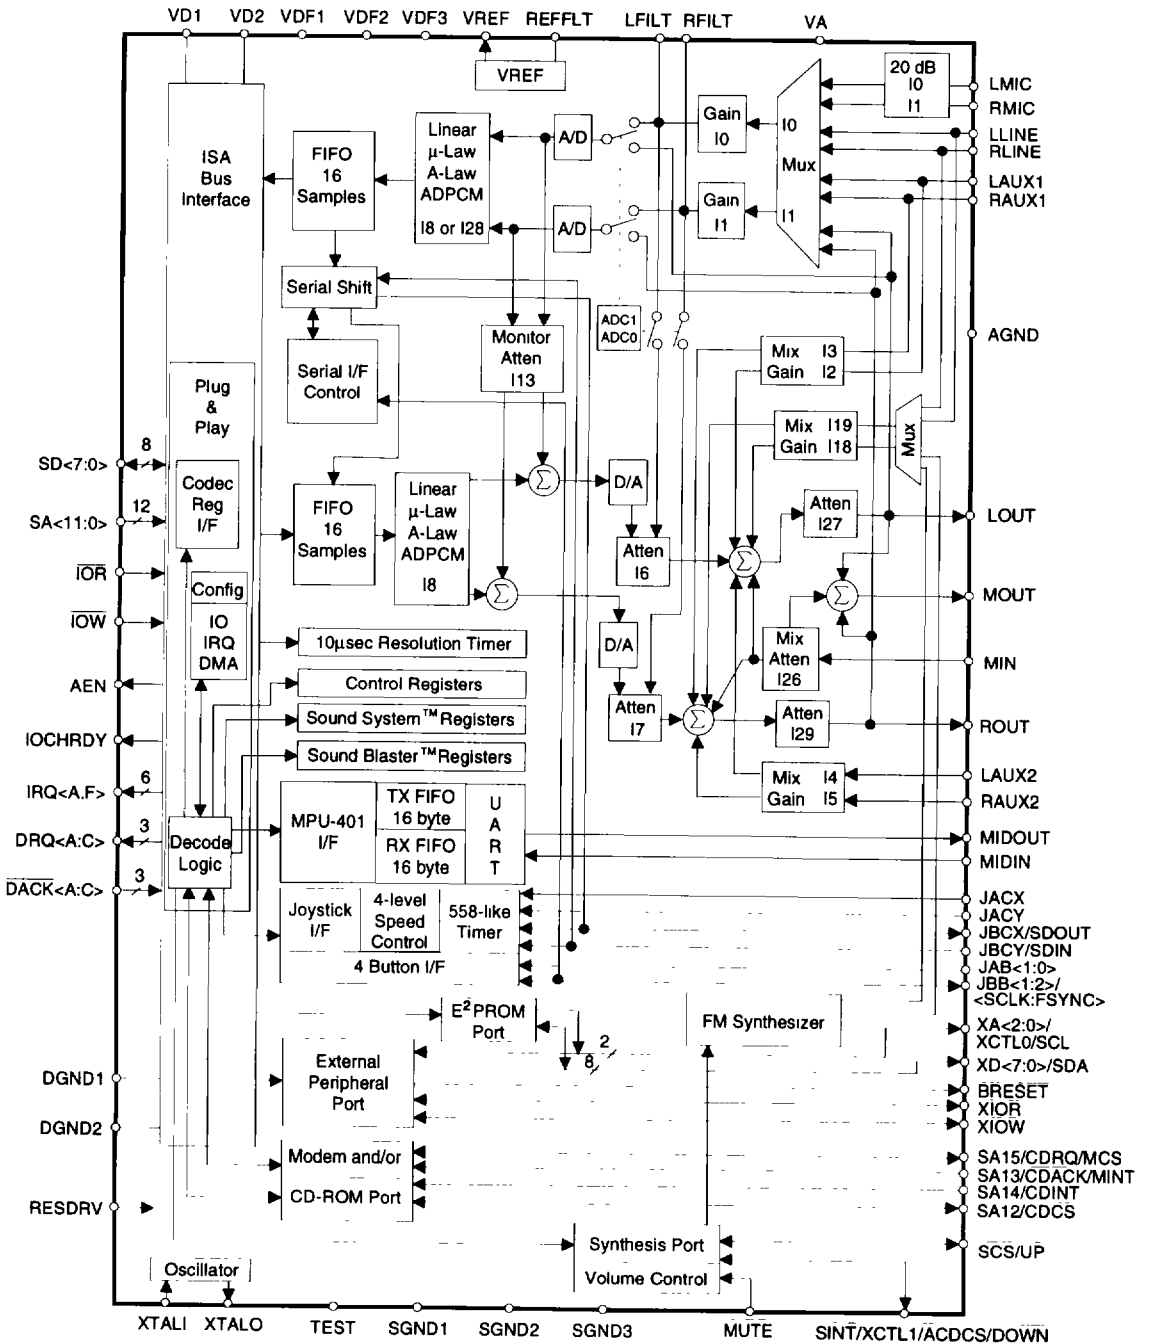 VD1 VD2 VDF1 VDF2 VDF3 VREF REFFLT LFILT RFILT VA
VREF
20 dB
I0
I1
LMIC
RMIC
LLINE
RLINE
LAUX1
RAUX1
ISA
Bus
Interface
FIFO
16
Samples
Linear
µ-Law
A-Law
ADPCM
I8 or I28
A/D
A/D
Gain
I0
Gain
I1
I0
Mux
I1
Serial Shift
Serial I/F
Control
Monitor
Atten
I13
ADC1
ADC0
AGND
Mix I3
Gain I2
Mix I19
Gain I18
Mux
Plug
&
Play
Codec
Reg
I/F
Config
IO
IRQ
DMA
SD<7:0> 8
SA<11:0> 12
IOR
IOW
AEN
IOCHRDY
IRQ<A.F> 6
DRQ<A:C> 3
DACK<A:C> 3
FIFO
16
Samples
Linear
µ-Law
A-Law
ADPCM
I8
Σ
D/A
Atten
I6
Σ
Atten
I27
LOUT
Σ
D/A
Atten
I7
Σ
MOUT
Mix
Atten
I26
MIN
Σ
Atten
I29
ROUT
Mix I4
Gain I5
LAUX2
RAUX2
10µsec Resolution Timer
Control Registers
Sound System™ Registers
Sound Blaster™ Registers
Decode
Logic
MPU-401
I/F
TX FIFO
16 byte
RX FIFO
16 byte
U
A
R
T
MIDOUT
MIDIN
Joystick
I/F
4-level
Speed
Control
558-like
Timer
4 Button I/F
JACX
JACY
JBCX/SDOUT
JBCY/SDIN
JAB<1:0>
JBB<1:2>/
<SCLK:FSYNC>
E2PROM
Port
2
8
FM Synthesizer
XA<2:0>/
XCTL0/SCL
XD<7:0>/SDA
External
Peripheral
Port
BRESET
XIOR
XIOW
DGND1
DGND2
RESDRV
Modem and/or
CD-ROM Port
SA15/CDRQ/MCS
SA13/CDACK/MINT
SA14/CDINT
SA12/CDCS
Synthesis Port
Volume Control
SCS/UP
Oscillator
XTALI XTALO TEST SGND1 SGND2 SGND3 MUTE SINT/XCTL1/ACDCS/DOWN